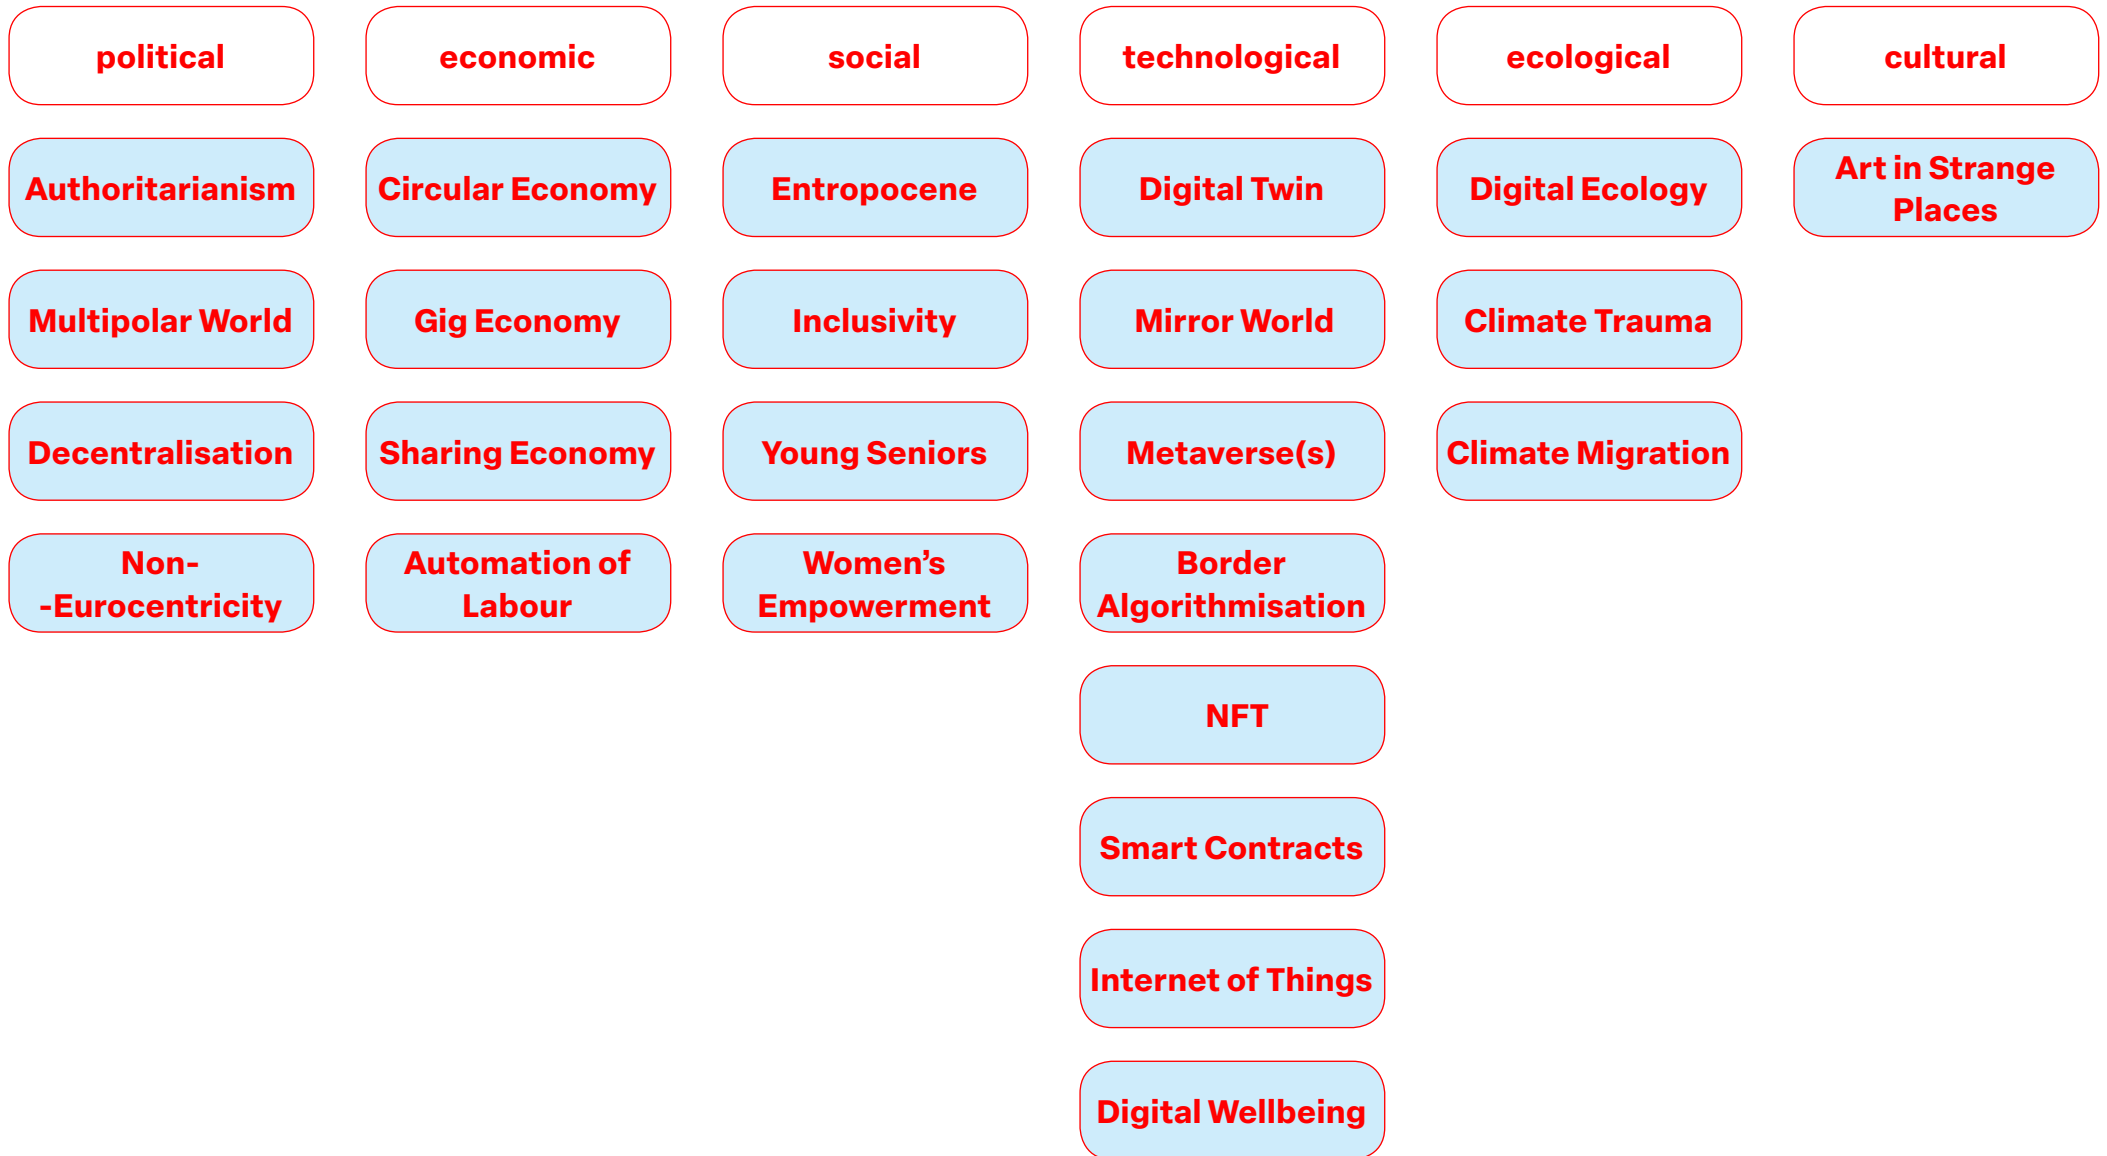 political
economic
social
technological
ecological
cultural
Authoritarianism
Circular Economy
Entropocene
Digital Twin
Digital Ecology
Art in Strange
Places
Multipolar World
Gig Economy
Inclusivity
Mirror World
Climate Trauma
Decentralisation
Sharing Economy
Young Seniors
Metaverse(s)
Climate Migration
Non-
-Eurocentricity
Automation of
Labour
Women’s
Empowerment
Border
Algorithmisation
NFT
Smart Contracts
Internet of Things
Digital Wellbeing